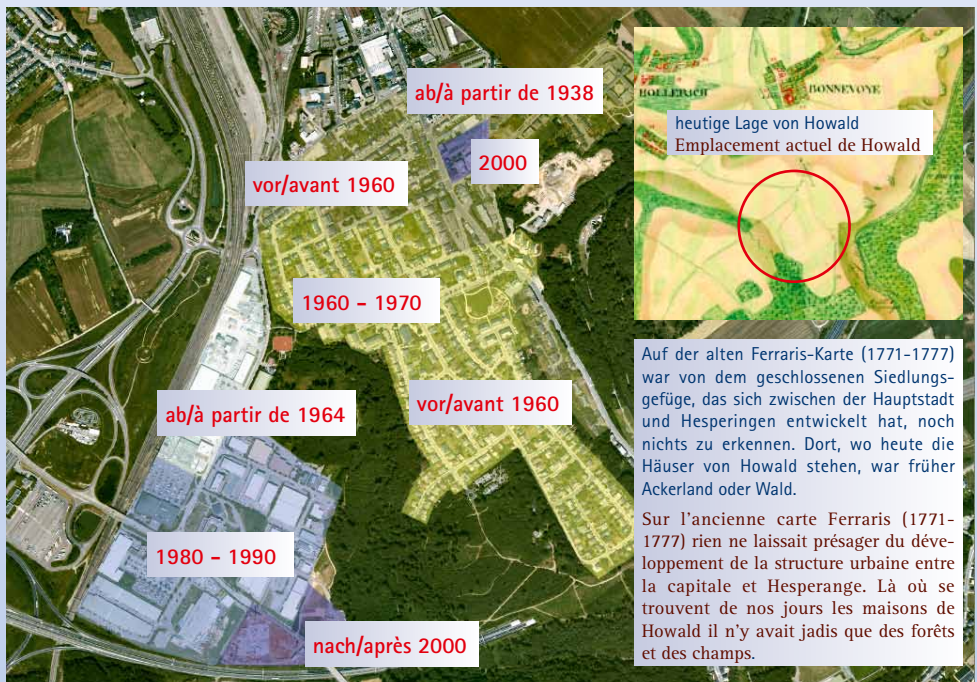 ab/à partir de 1938
2000
vor/avant 1960
1960 - 1970
ab/à partir de 1964
vor/avant 1960
1980 - 1990
nach/après 2000
HOLLERICH
BONNEVOYE
heutige Lage von Howald
Emplacement actuel de Howald
Auf der alten Ferraris-Karte (1771-1777)
war von dem geschlossenen Siedlungs-
gefüge, das sich zwischen der Hauptstadt
und Hesperingen entwickelt hat, noch
nichts zu erkennen. Dort, wo heute die
Häuser von Howald stehen, war früher
Ackerland oder Wald.
Sur l'ancienne carte Ferraris (1771-
1777) rien ne laissait présager du déve-
loppement de la structure urbaine entre
la capitale et Hesperange. Là où se
trouvent de nos jours les maisons de
Howald il n'y avait jadis que des forêts
et des champs.